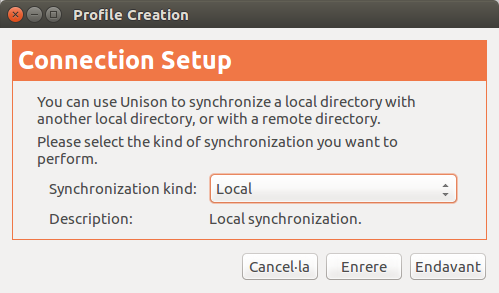 Profile Creation
Connection Setup
You can use Unison to synchronize a local directory with
another local directory, or with a remote directory.
Please select the kind of synchronization you want to
perform.
Synchronization kind: Local
Description: Local synchronization.
Cancel·la Enrere Endavant